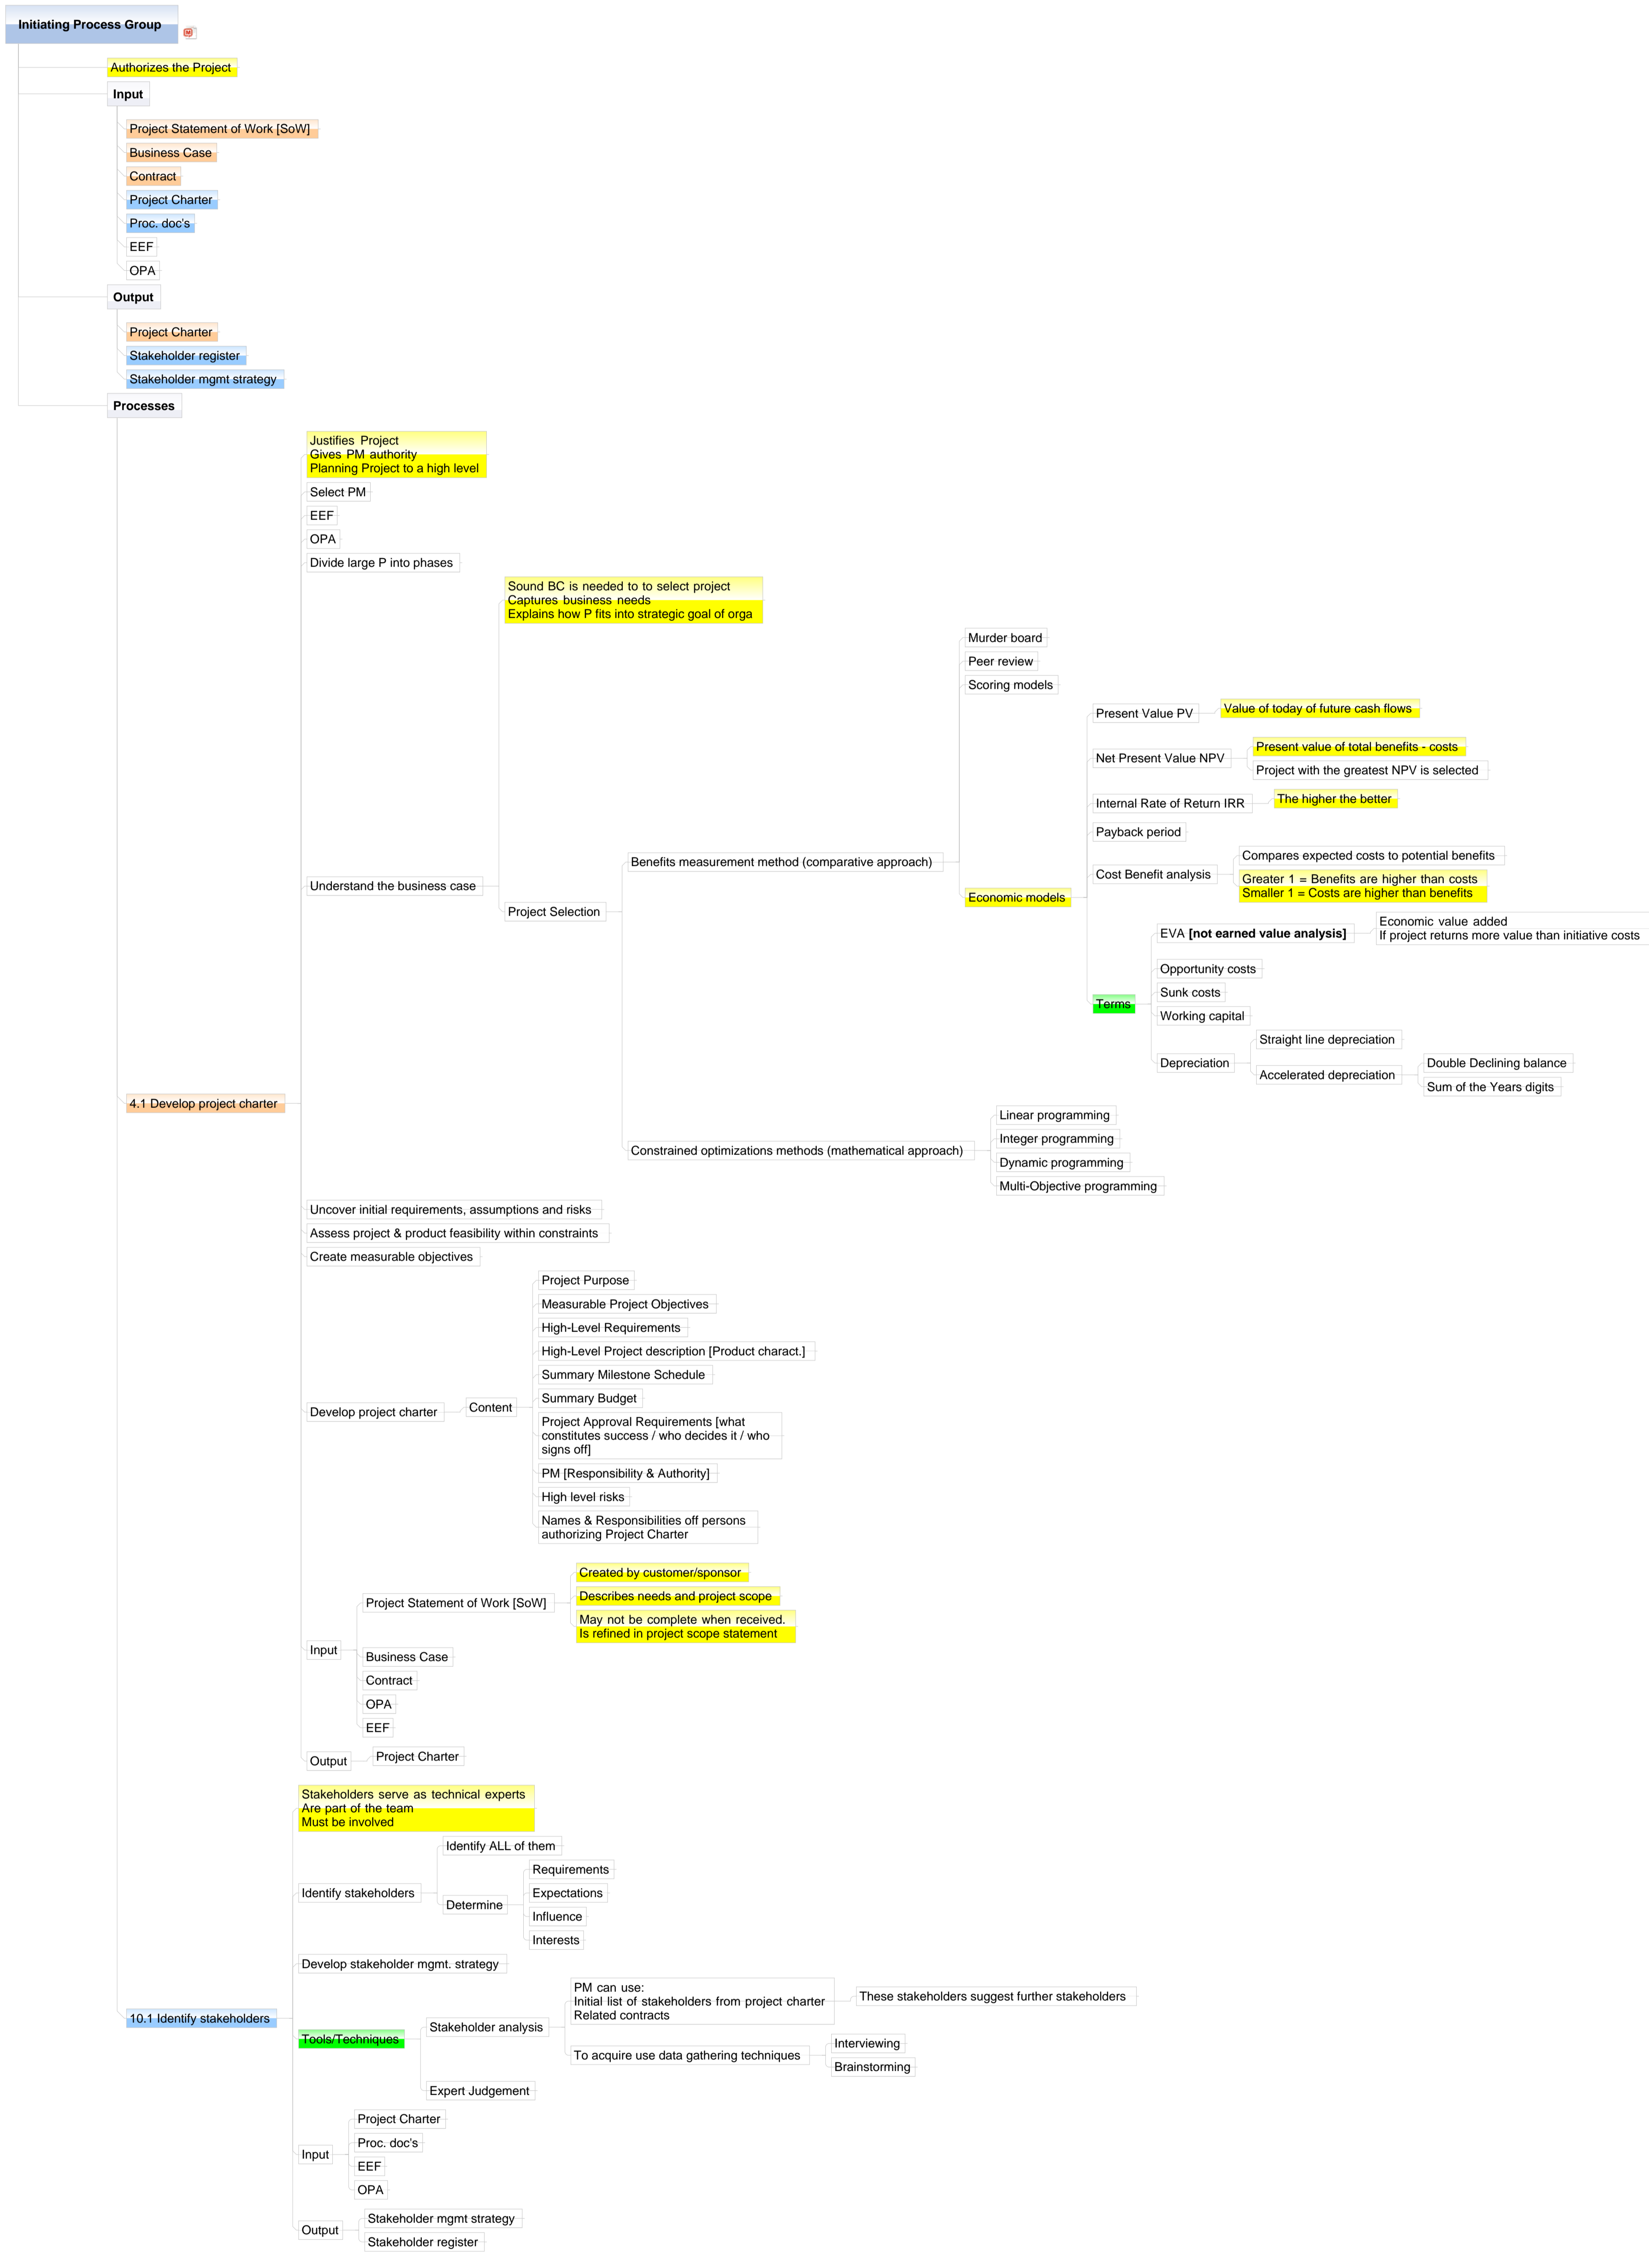 Initiating Process Group
Authorizes the Project
Input
Project Statement of Work [SoW]
Business Case
Contract
Project Charter
Proc. doc's
EEF
OPA
Output
Project Charter
Stakeholder register
Stakeholder mgmt strategy
Processes
4.1 Develop project charter
Justifies Project
Gives PM authority
Planning Project to a high level
Select PM
EEF
OPA
Divide large P into phases
Understand the business case
Sound BC is needed to to select project
Captures business needs
Explains how P fits into strategic goal of orga
Project Selection
Benefits measurement method (comparative approach)
Murder board
Peer review
Scoring models
Economic models
Present Value PV
Value of today of future cash flows
Net Present Value NPV
Present value of total benefits - costs
Project with the greatest NPV is selected
Internal Rate of Return IRR
The higher the better
Payback period
Cost Benefit analysis
Compares expected costs to potential benefits
Greater 1 = Benefits are higher than costs
Smaller 1 = Costs are higher than benefits
Terms
EVA [not earned value analysis]
Economic value added
If project returns more value than initiative costs
Opportunity costs
Sunk costs
Working capital
Depreciation
Straight line depreciation
Accelerated depreciation
Double Declining balance
Sum of the Years digits
Constrained optimizations methods (mathematical approach)
Linear programming
Integer programming
Dynamic programming
Multi-Objective programming
Uncover initial requirements, assumptions and risks
Assess project & product feasibility within constraints
Create measurable objectives
Develop project charter
Content
Project Purpose
Measurable Project Objectives
High-Level Requirements
High-Level Project description [Product charact.]
Summary Milestone Schedule
Summary Budget
Project Approval Requirements [what
constitutes success / who decides it / who
signs off]
PM [Responsibility & Authority]
High level risks
Names & Responsibilities off persons
authorizing Project Charter
Input
Project Statement of Work [SoW]
Created by customer/sponsor
Describes needs and project scope
May not be complete when received.
Is refined in project scope statement
Business Case
Contract
OPA
EEF
Output
Project Charter
10.1 Identify stakeholders
Stakeholders serve as technical experts
Are part of the team
Must be involved
Identify stakeholders
Identify ALL of them
Determine
Requirements
Expectations
Influence
Interests
Develop stakeholder mgmt. strategy
Tools/Techniques
Stakeholder analysis
PM can use:
Initial list of stakeholders from project charter
Related contracts
These stakeholders suggest further stakeholders
To acquire use data gathering techniques
Interviewing
Brainstorming
Expert Judgement
Input
Project Charter
Proc. doc's
EEF
OPA
Output
Stakeholder mgmt strategy
Stakeholder register